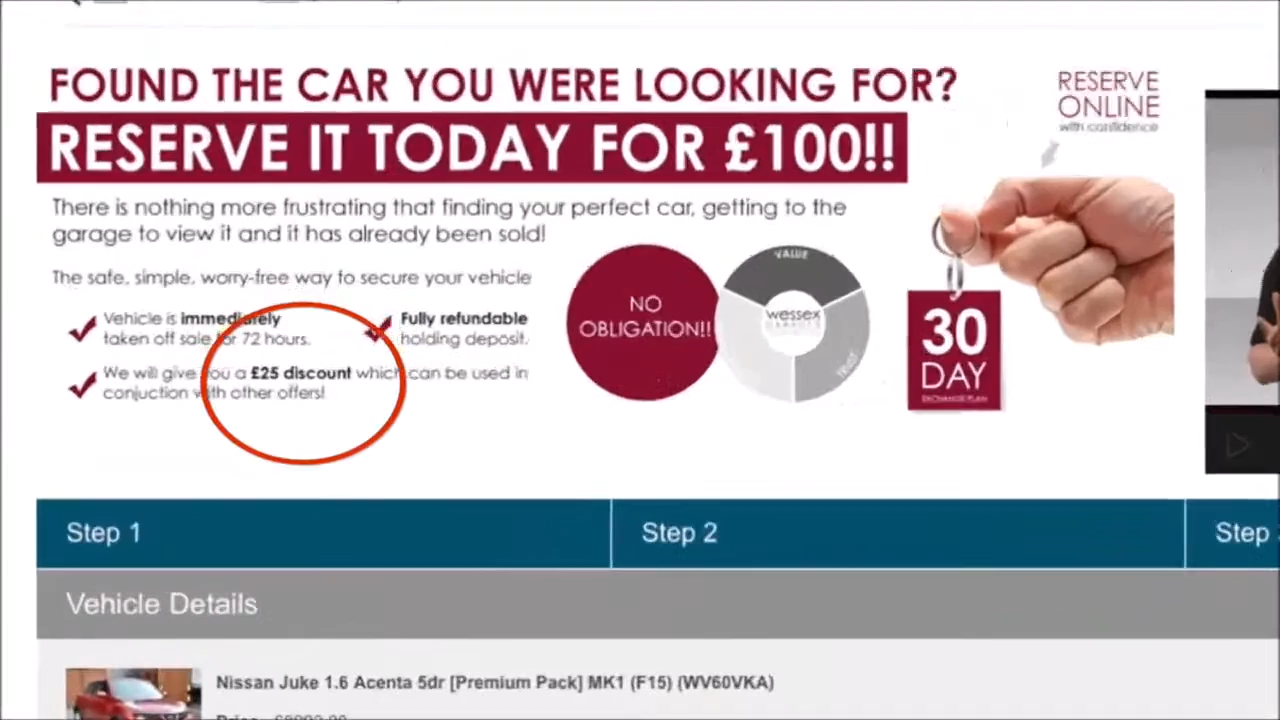 FOUND THE CAR YOU WERE LOOKING FOR?
RESERVE IT TODAY FOR £100!!
There is nothing more frustrating that finding your perfect car, getting to the
garage to view it and it has already been sold!
The safe, simple, worry-free way to secure your vehicle
Vehicle is immediately
taken off sale for 72 hours.
Fully refundable
holding deposit.
We will give you a £25 discount which can be used in
conjuction with other offers!
NO
OBLIGATION!!
VALUE
wessex
GARAGES
TRUST
RESERVE
ONLINE
with confidence
30
DAY
EXCHANGE PLAN
Step 1
Step 2
Step
Vehicle Details
Nissan Juke 1.6 Acenta 5dr [Premium Pack] MK1 (F15) (WV60VKA)